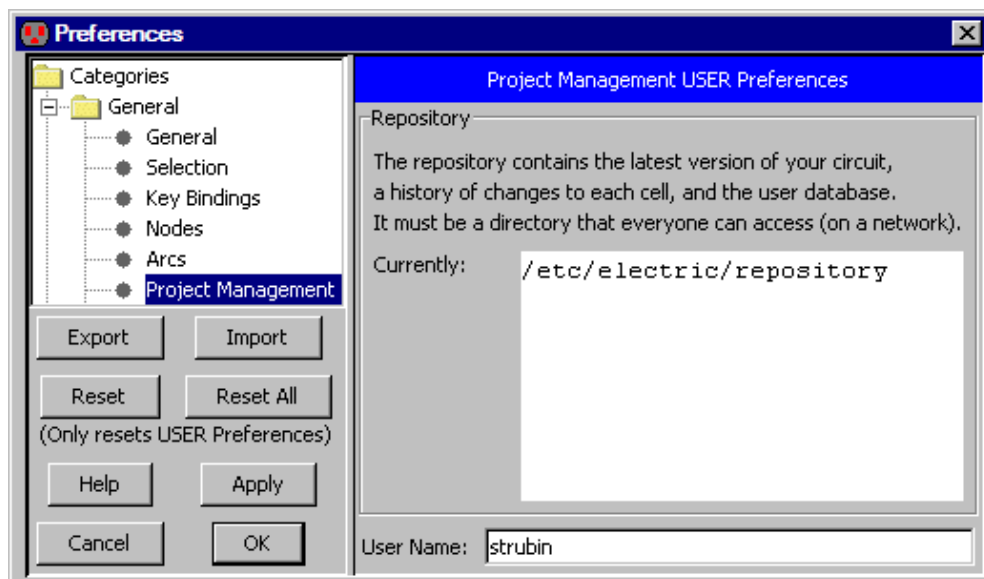 Preferences
Categories
General
General
Selection
Key Bindings
Nodes
Arcs
Project Management
Export Import
Reset Reset All
(Only resets USER Preferences)
Help Apply
Cancel OK
Project Management USER Preferences
Repository
The repository contains the latest version of your circuit,
a history of changes to each cell, and the user database.
It must be a directory that everyone can access (on a network).
Currently: /etc/electric/repository
User Name: strubin